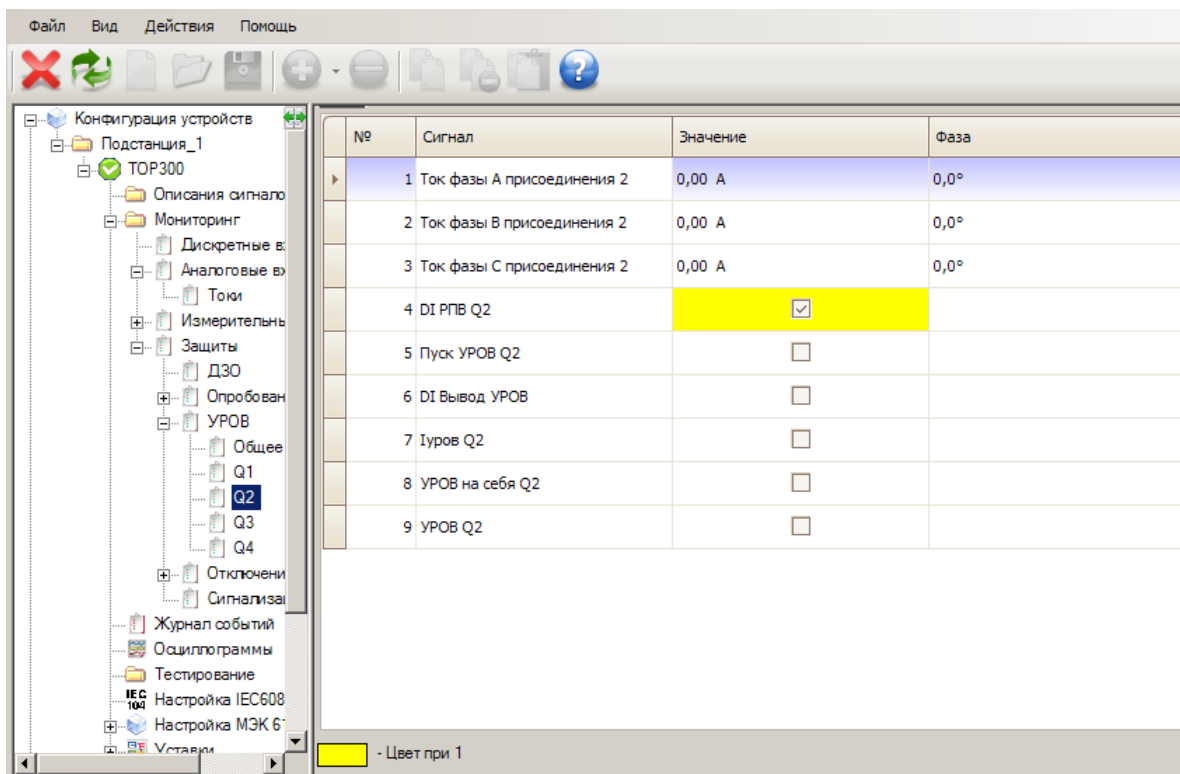 Файл Вид Действия Помощь
Конфигурация устройств
Подстанция_1
ТОР300
Описания сигнало
Мониторинг
Дискретные в
Аналоговые вх
Токи
Измерительнь
Защиты
ДЗО
Опробован
УРОВ
Общее
Q1
Q2
Q3
Q4
Отключени
Сигнализа
Журнал событий
Осциллограммы
Тестирование
IEC 104 Настройка IEC608
Настройка МЭК 6
Уставки
№ Сигнал Значение Фаза
1 Ток фазы А присоединения 2 0,00 А 0,0°
2 Ток фазы В присоединения 2 0,00 А 0,0°
3 Ток фазы С присоединения 2 0,00 А 0,0°
4 DI РПВ Q2
5 Пуск УРОВ Q2
6 DI Вывод УРОВ
7 Iуров Q2
8 УРОВ на себя Q2
9 УРОВ Q2
- Цвет при 1